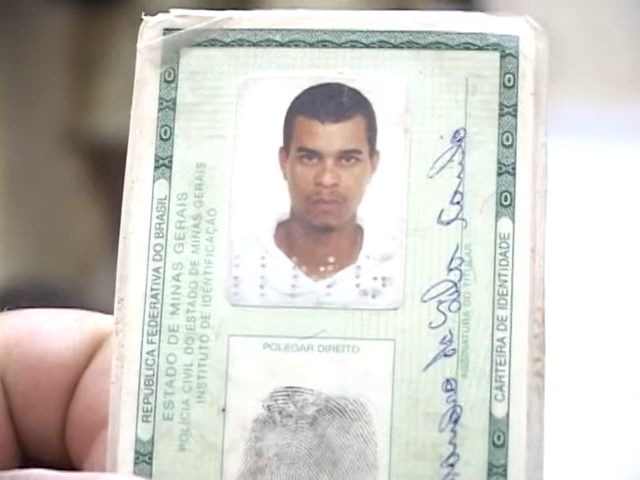 REPÚBLICA FEDERATIVA DO BRASIL
ESTADO DE MINAS GERAIS
POLÍCIA CIVIL DO ESTADO DE MINAS GERAIS
INSTITUTO DE IDENTIFICAÇÃO
POLEGAR DIREITO
ASSINATURA DO TITULAR
CARTEIRA DE IDENTIDADE